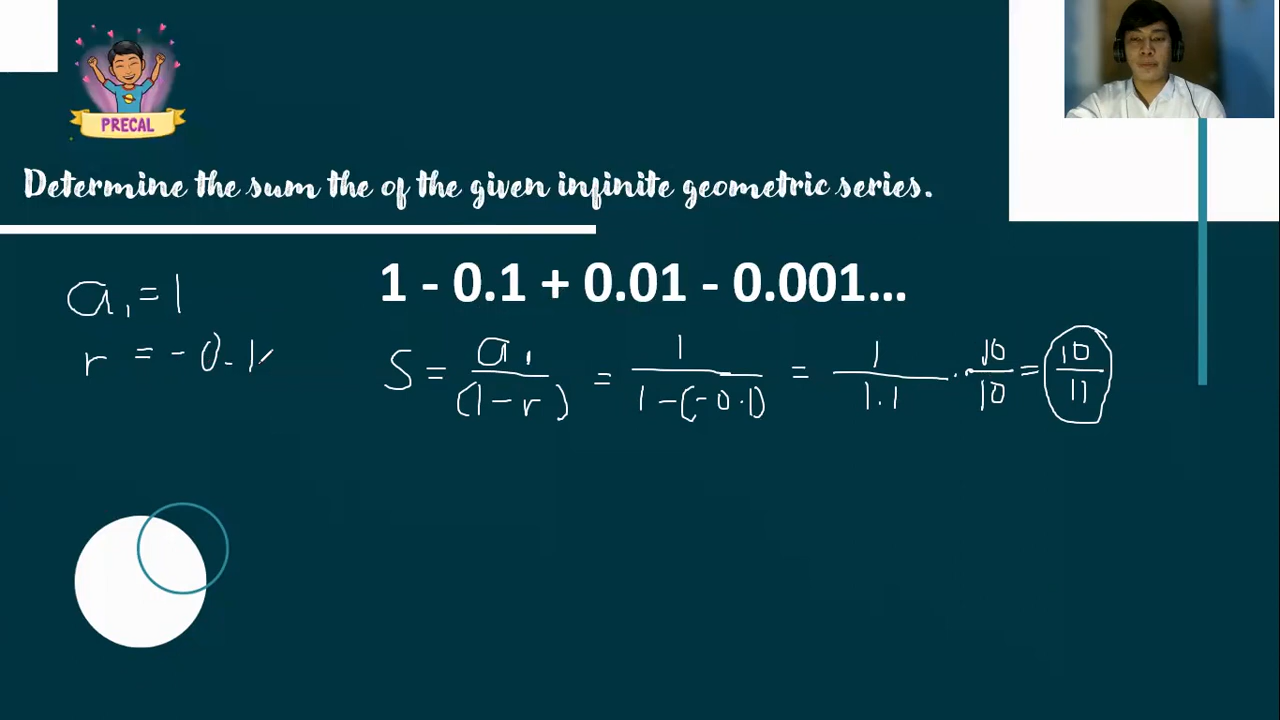 PRECAL
Determine the sum the of the given infinite geometric series.
1 - 0.1 + 0.01 - 0.001...
a₁ = 1
r = -0.1
S = a₁/(1-r) = 1/1-(-0.1) = 1/1.1 · 10/10 = 10/11